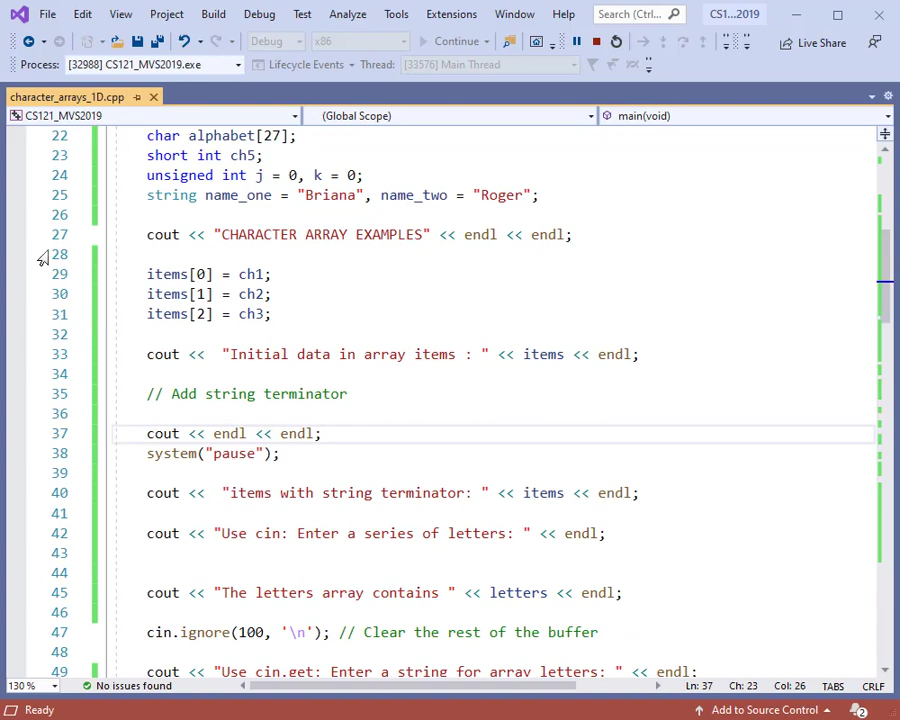 File Edit View Project Build Debug Test Analyze Tools Extensions Window Help Search (Ctrl... CS1...2019
Debug x86 Continue Live Share
Process: [32988] CS121_MVS2019.exe Lifecycle Events Thread: [33576] Main Thread
character_arrays_1D.cpp
CS121_MVS2019 (Global Scope) main(void)
22 char alphabet[27];
23 short int ch5;
24 unsigned int j = 0, k = 0;
25 string name_one = "Briana", name_two = "Roger";
26
27 cout << "CHARACTER ARRAY EXAMPLES" << endl << endl;
28
29 items[0] = ch1;
30 items[1] = ch2;
31 items[2] = ch3;
32
33 cout << "Initial data in array items : " << items << endl;
34
35 // Add string terminator
36
37 cout << endl << endl;
38 system("pause");
39
40 cout << "items with string terminator: " << items << endl;
41
42 cout << "Use cin: Enter a series of letters: " << endl;
43
44
45 cout << "The letters array contains " << letters << endl;
46
47 cin.ignore(100, '\n'); // Clear the rest of the buffer
48
49 cout << "Use cin.get: Enter a string for array letters: " << endl;
130 % No issues found Ln: 37 Ch: 23 Col: 26 TABS CRLF
Ready Add to Source Control 2